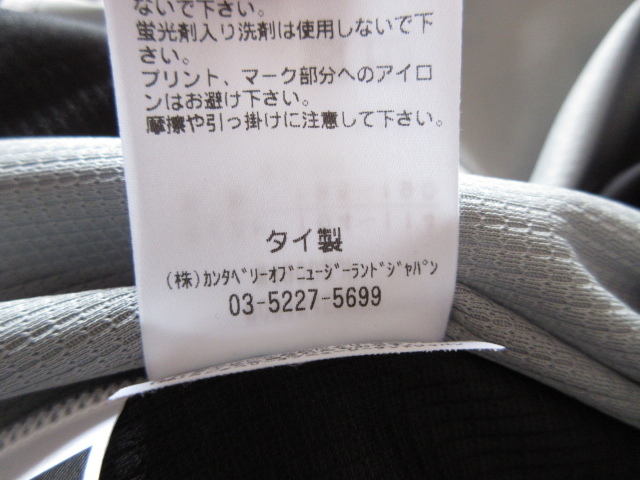 ないで下さい。
蛍光剤入り洗剤は使用しないで下
さい。
プリント、マーク部分へのアイロ
ンはお避け下さい。
摩擦や引っ掛けに注意して下さい。
タイ製
(株)ｶﾝﾀﾍﾞﾘｰｵﾌﾞﾆｭｰｼﾞｰﾗﾝﾄﾞｼﾞｬﾊﾟﾝ
03-5227-5699